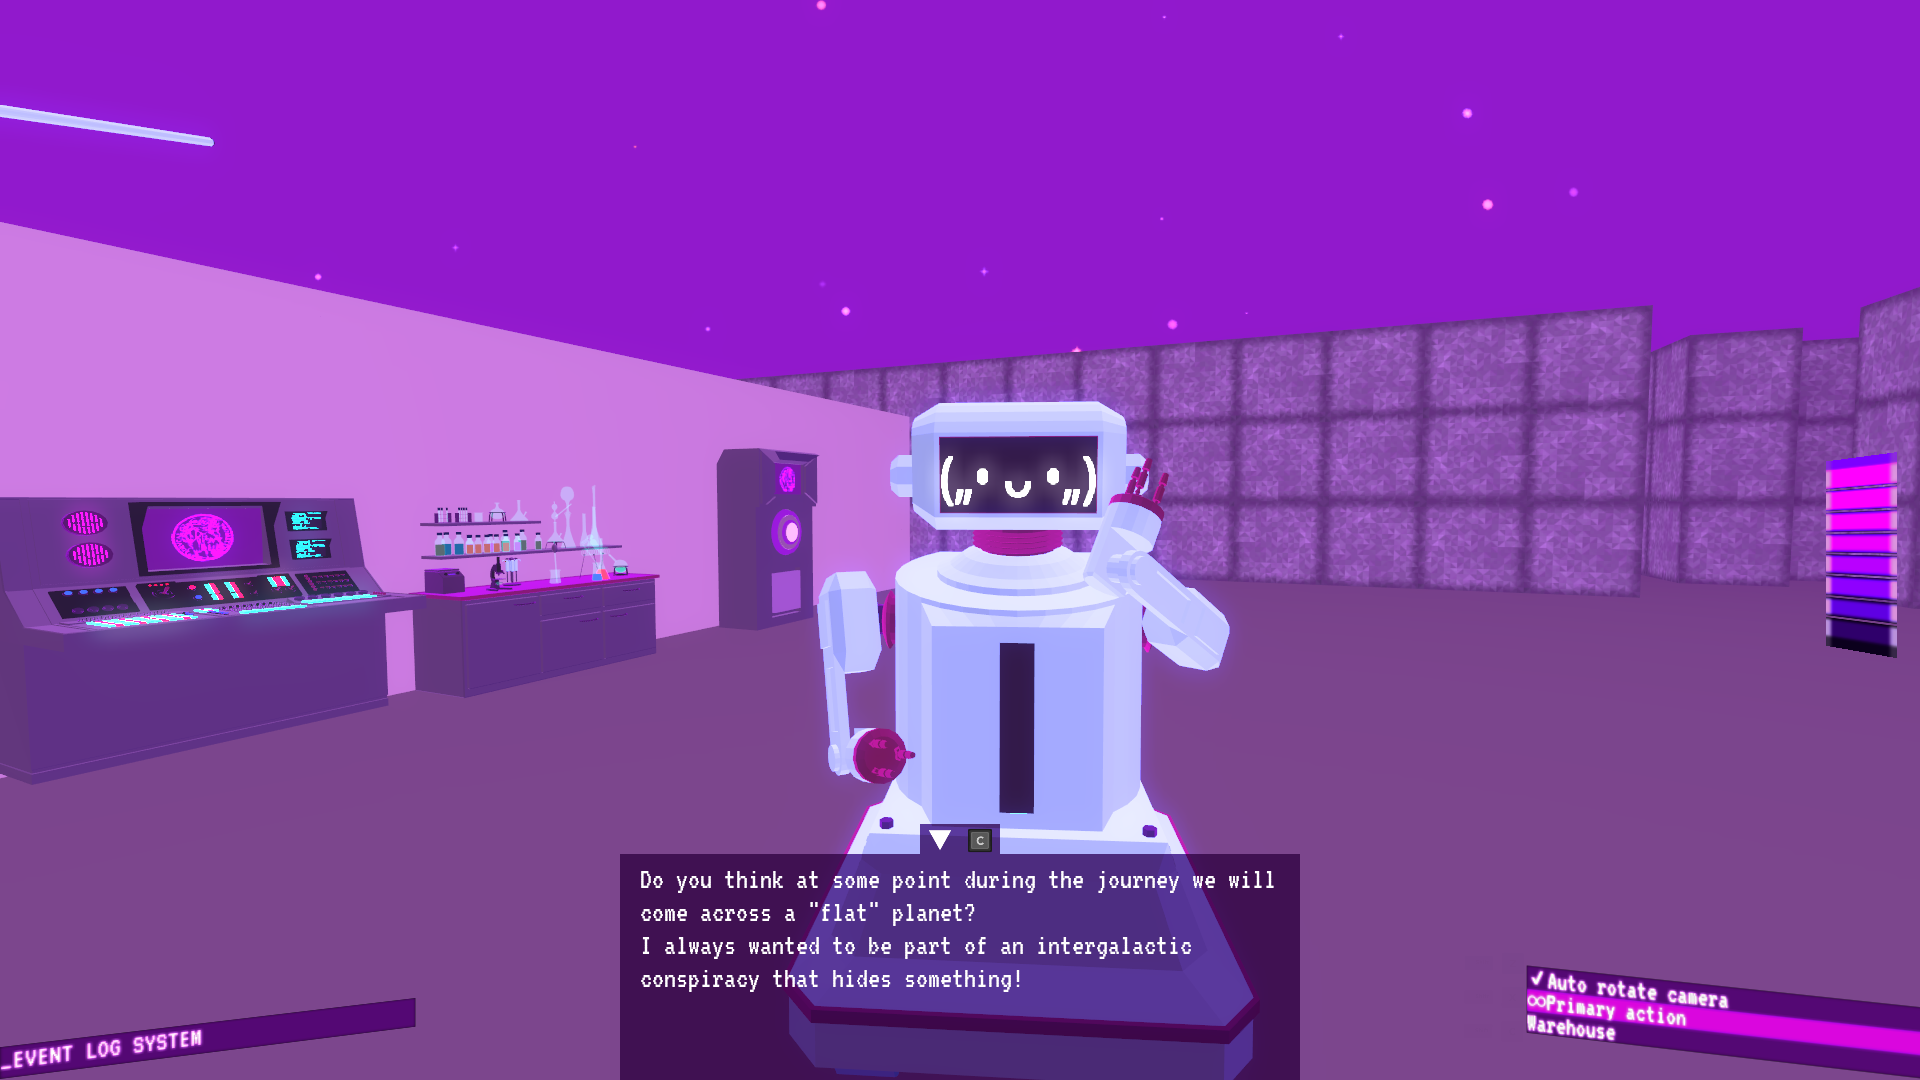 C
Do you think at some point during the journey we will
come across a "flat" planet?
I always wanted to be part of an intergalactic
conspiracy that hides something!
_EVENT LOG SYSTEM
✓Auto rotate camera
∞Primary action
Warehouse